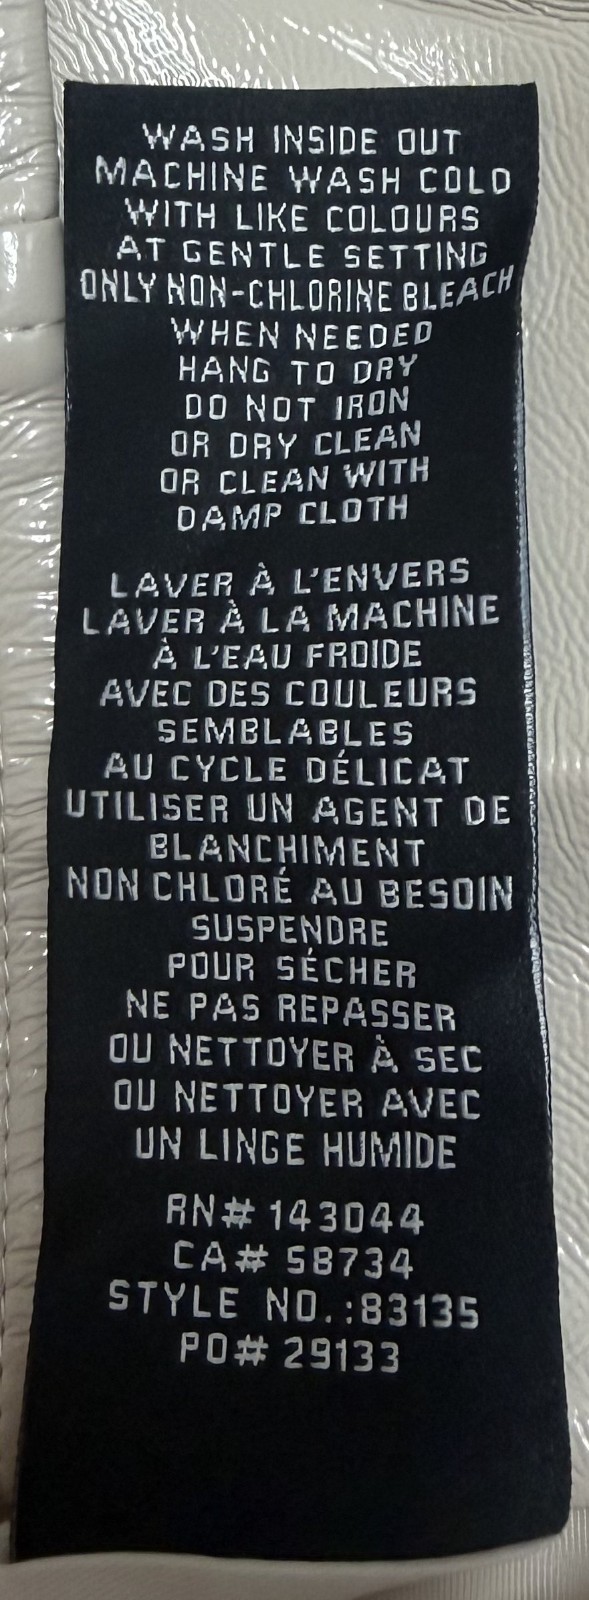 WASH INSIDE OUT
MACHINE WASH COLD
WITH LIKE COLOURS
AT GENTLE SETTING
ONLY NON-CHLORINE BLEACH
WHEN NEEDED
HANG TO DRY
DO NOT IRON
OR DRY CLEAN
OR CLEAN WITH
DAMP CLOTH
LAVER À L'ENVERS
LAVER À LA MACHINE
À L'EAU FROIDE
AVEC DES COULEURS
SEMBLABLES
AU CYCLE DÉLICAT
UTILISER UN AGENT DE
BLANCHIMENT
NON CHLORÉ AU BESOIN
SUSPENDRE
POUR SÉCHER
NE PAS REPASSER
OU NETTOYER À SEC
OU NETTOYER AVEC
UN LINGE HUMIDE
RN# 143044
CA# 58734
STYLE NO.:83135
PO# 29133